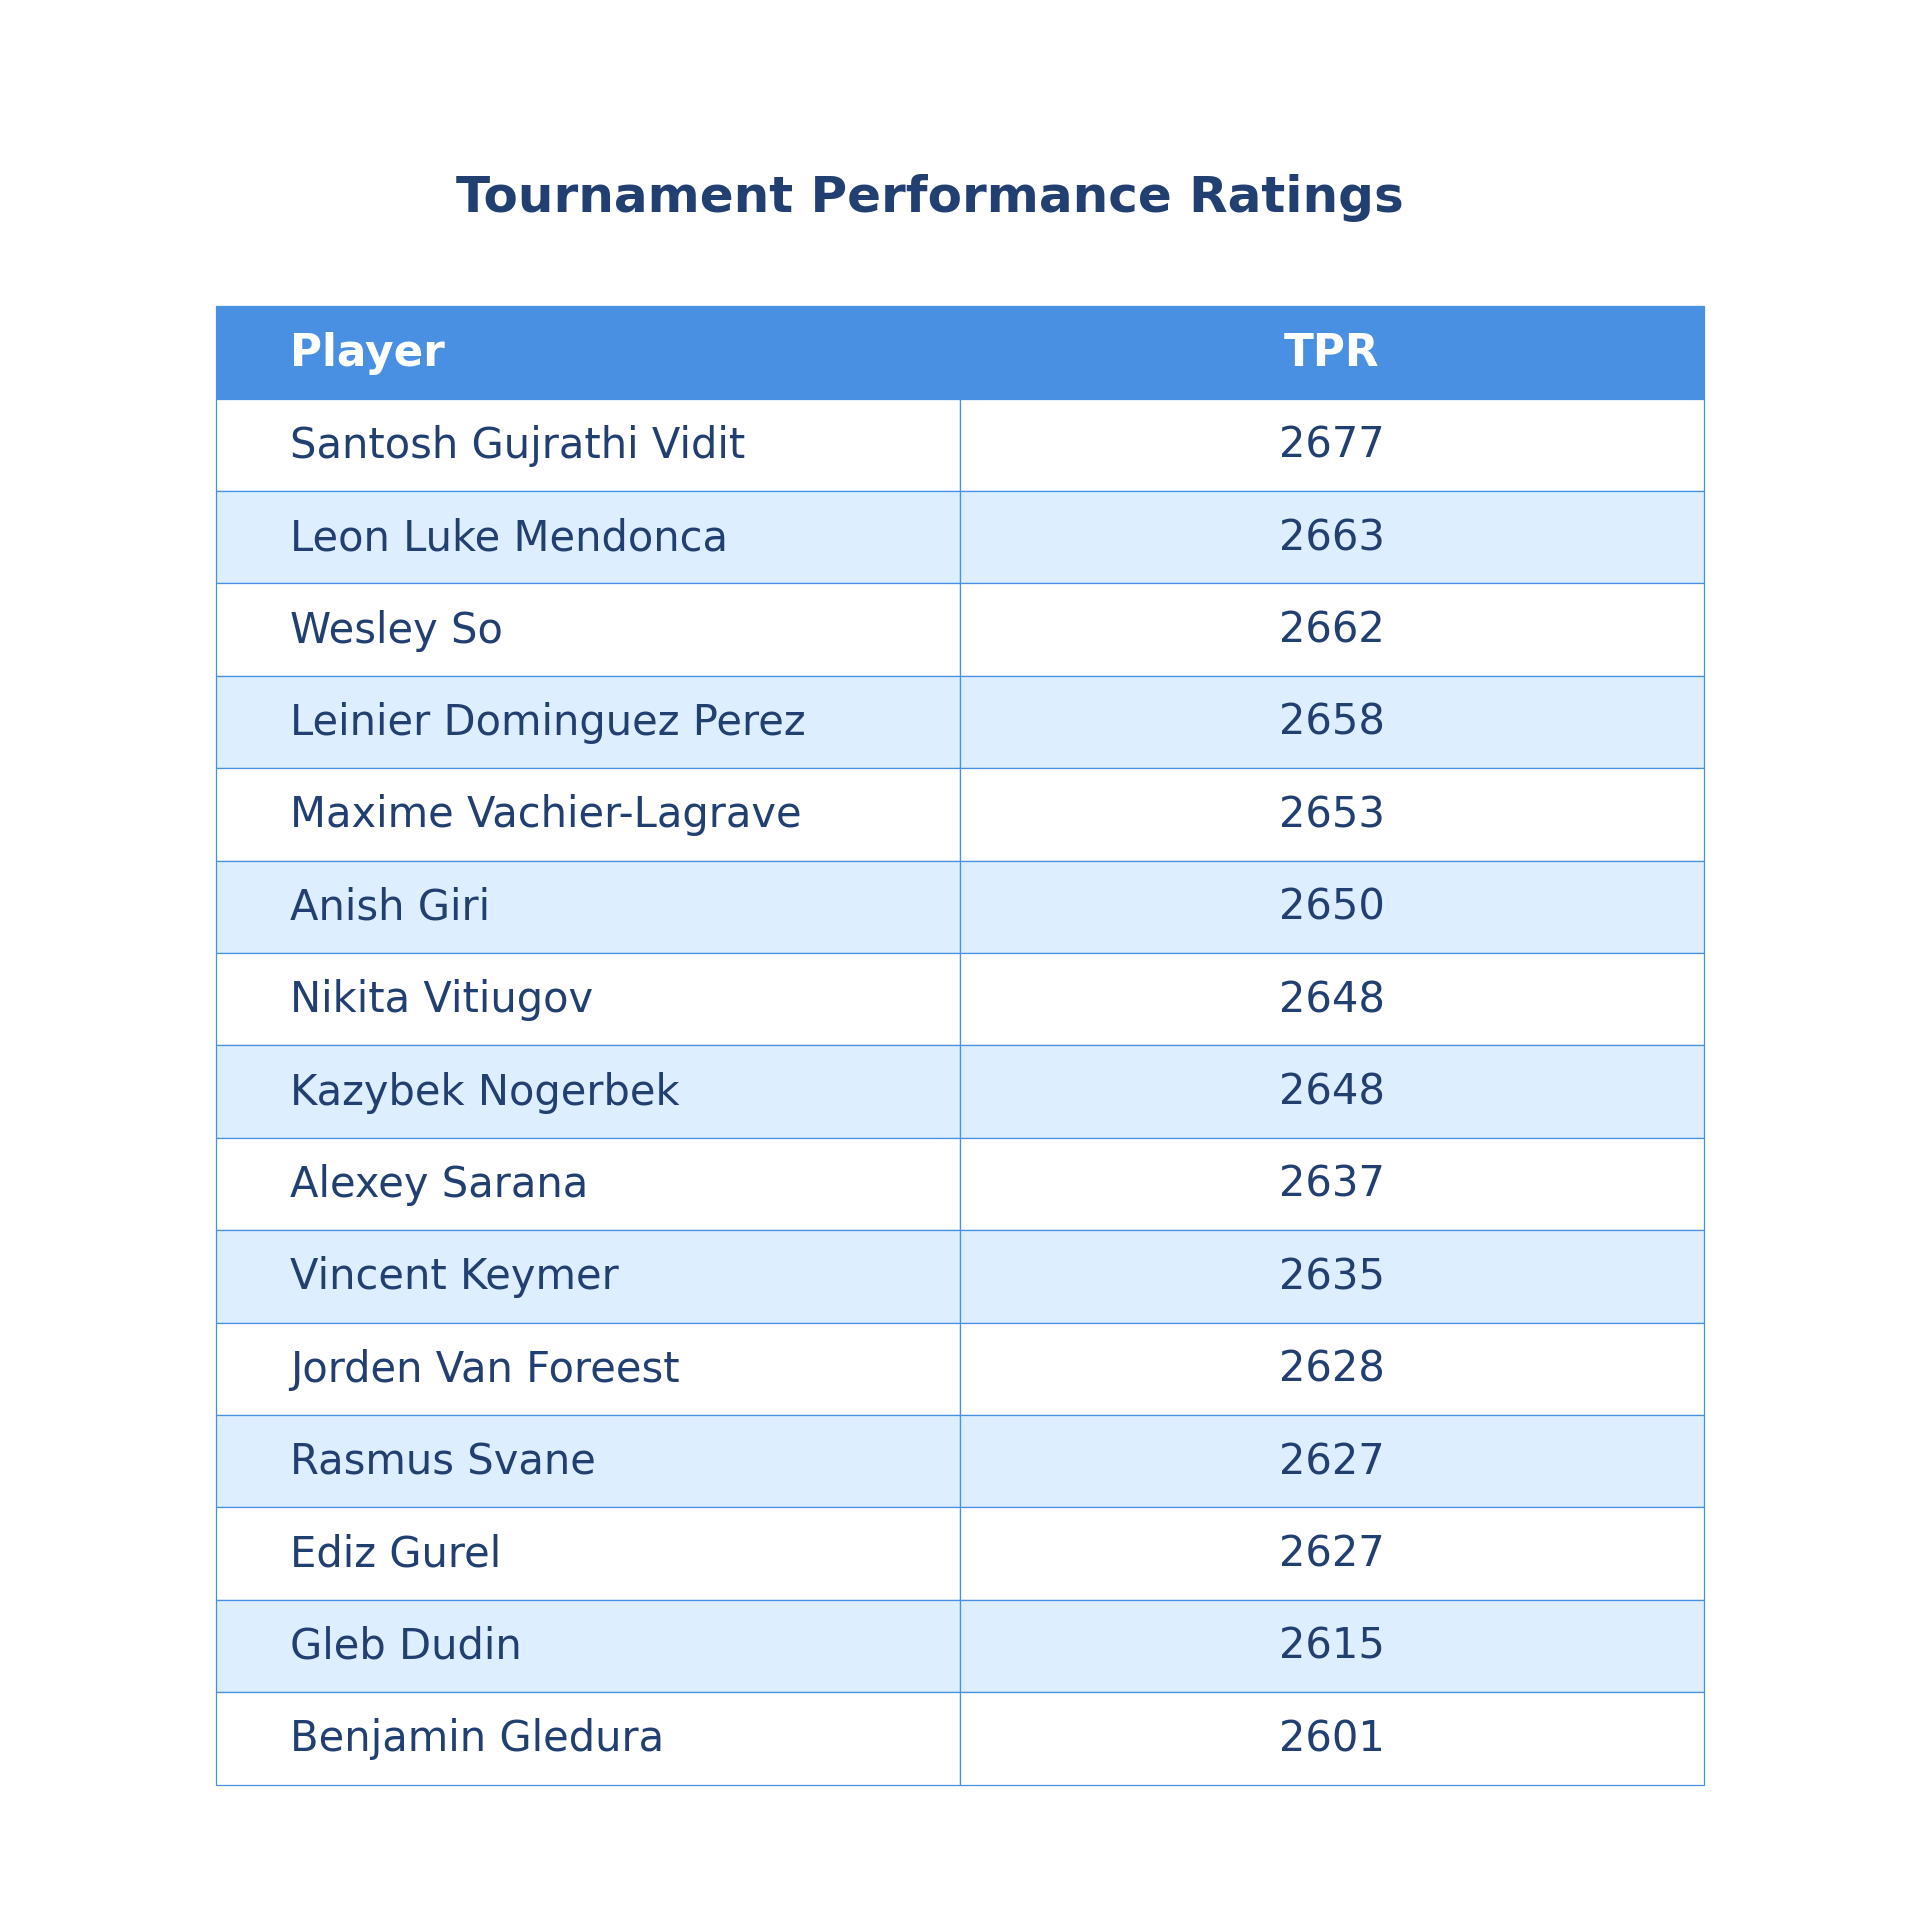 Tournament Performance Ratings
Player TPR
Santosh Gujrathi Vidit 2677
Leon Luke Mendonca 2663
Wesley So 2662
Leinier Dominguez Perez 2658
Maxime Vachier-Lagrave 2653
Anish Giri 2650
Nikita Vitiugov 2648
Kazybek Nogerbek 2648
Alexey Sarana 2637
Vincent Keymer 2635
Jorden Van Foreest 2628
Rasmus Svane 2627
Ediz Gurel 2627
Gleb Dudin 2615
Benjamin Gledura 2601